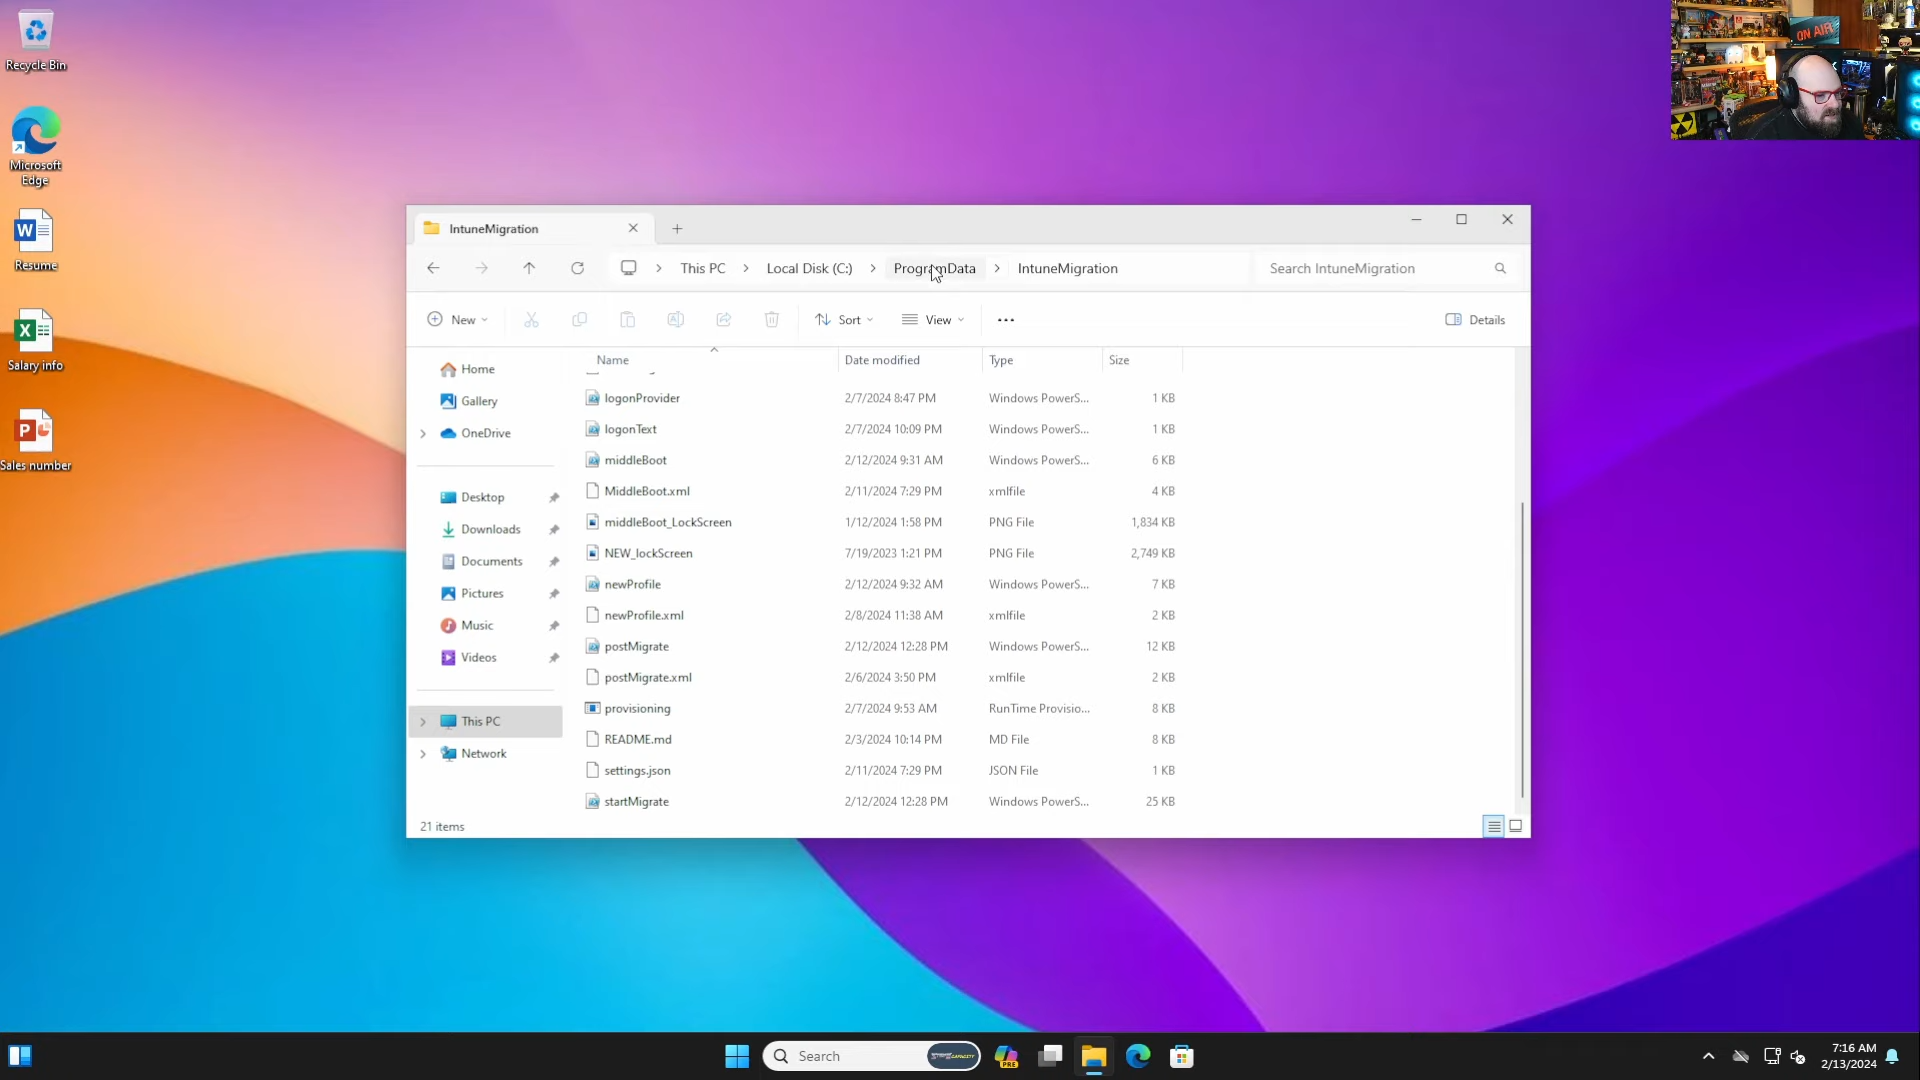 Recycle Bin
Microsoft
Edge
Resume
Salary info
Sales number
ON AIR
IntuneMigration
This PC
Local Disk (C:)
ProgramData
IntuneMigration
Search IntuneMigration
New
Sort
View
Details
Name Date modified Type Size
Home
Gallery
OneDrive
Desktop
Downloads
Documents
Pictures
Music
Videos
This PC
Network
logonProvider 2/7/2024 8:47 PM Windows PowerS... 1 KB
logonText 2/7/2024 10:09 PM Windows PowerS... 1 KB
middleBoot 2/12/2024 9:31 AM Windows PowerS... 6 KB
MiddleBoot.xml 2/11/2024 7:29 PM xmlfile 4 KB
middleBoot_LockScreen 1/12/2024 1:58 PM PNG File 1,834 KB
NEW_lockScreen 7/19/2023 1:21 PM PNG File 2,749 KB
newProfile 2/12/2024 9:32 AM Windows PowerS... 7 KB
newProfile.xml 2/8/2024 11:38 AM xmlfile 2 KB
postMigrate 2/12/2024 12:28 PM Windows PowerS... 12 KB
postMigrate.xml 2/6/2024 3:50 PM xmlfile 2 KB
provisioning 2/7/2024 9:53 AM RunTime Provisio... 8 KB
README.md 2/3/2024 10:14 PM MD File 8 KB
settings.json 2/11/2024 7:29 PM JSON File 1 KB
startMigrate 2/12/2024 12:28 PM Windows PowerS... 25 KB
21 items
Search
PRE
7:16 AM
2/13/2024